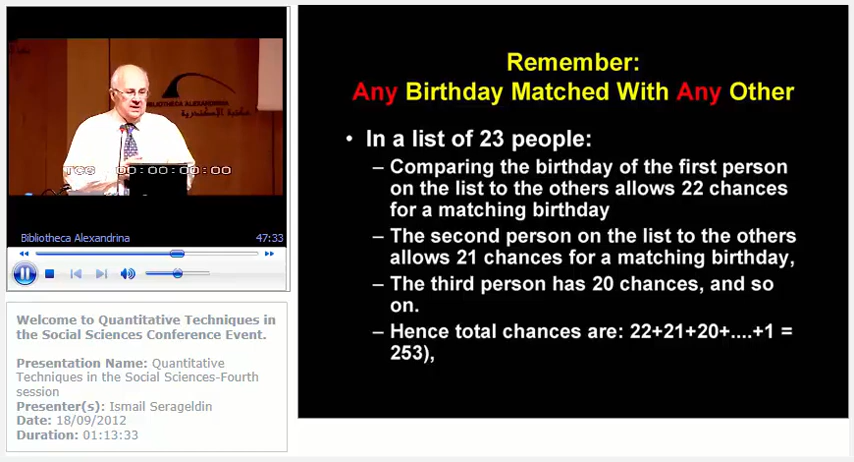 BIBLIOTHECA ALEXANDRINA
مكتبة الإسكندرية
TCG 00:00:00:00
Bibliotheca Alexandrina 47:33
Welcome to Quantitative Techniques in
the Social Sciences Conference Event.
Presentation Name: Quantitative
Techniques in the Social Sciences-Fourth
session
Presenter(s): Ismail Serageldin
Date: 18/09/2012
Duration: 01:13:33
Remember:
Any Birthday Matched With Any Other
• In a list of 23 people:
– Comparing the birthday of the first person
on the list to the others allows 22 chances
for a matching birthday
– The second person on the list to the others
allows 21 chances for a matching birthday,
– The third person has 20 chances, and so
on.
– Hence total chances are: 22+21+20+....+1 =
253),